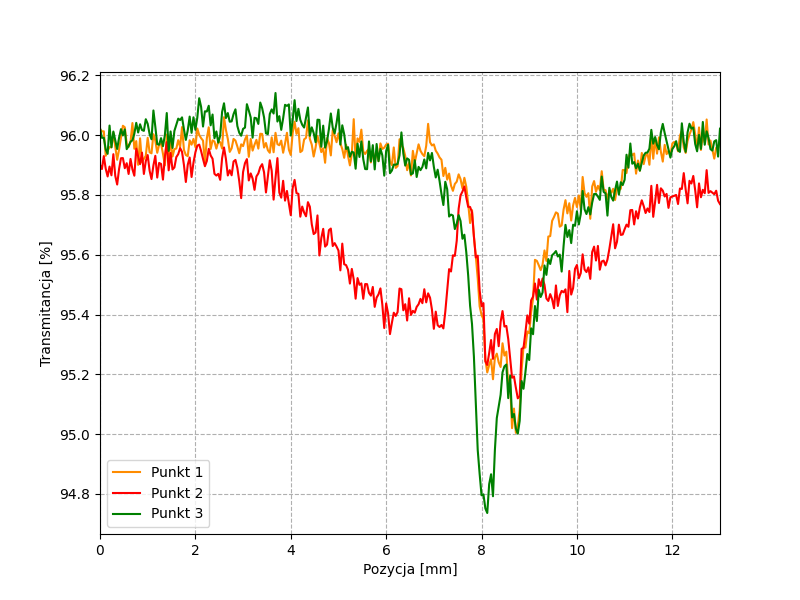 96.2
96.0
95.8
95.6
95.4
95.2
95.0
94.8
Transmitancja [%]
Punkt 1
Punkt 2
Punkt 3
0 2 4 6 8 10 12
Pozycja [mm]